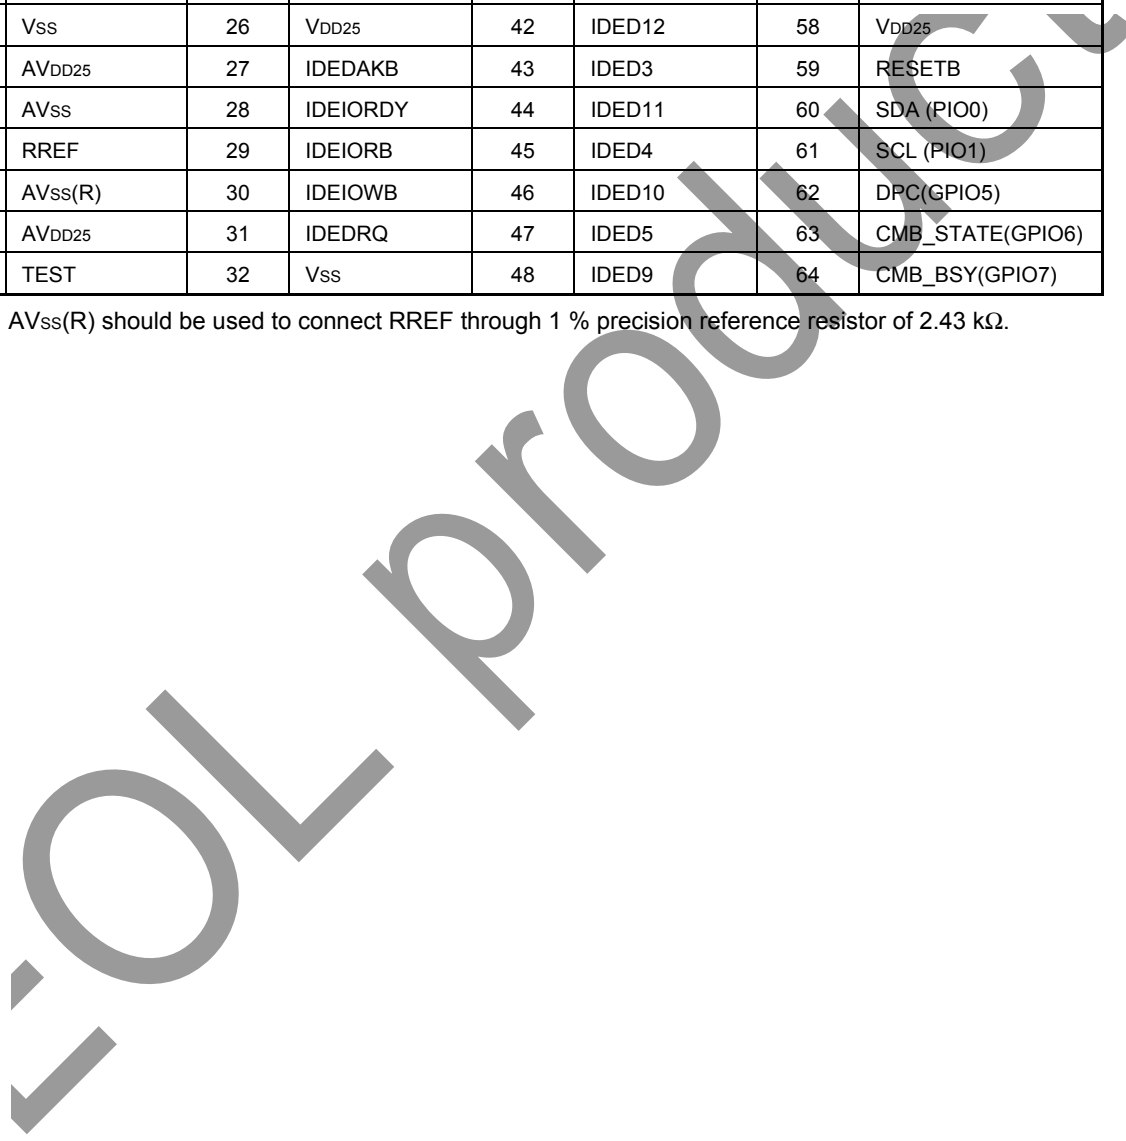 Vss 26 VDD25 42 IDED12 58 VDD25
AVDD25 27 IDEDAKB 43 IDED3 59 RESETB
AVss 28 IDEIORDY 44 IDED11 60 SDA (PIO0)
RREF 29 IDEIORB 45 IDED4 61 SCL (PIO1)
AVss(R) 30 IDEIOWB 46 IDED10 62 DPC(GPIO5)
AVDD25 31 IDEDRQ 47 IDED5 63 CMB_STATE(GPIO6)
TEST 32 Vss 48 IDED9 64 CMB_BSY(GPIO7)
AVss(R) should be used to connect RREF through 1 % precision reference resistor of 2.43 kΩ.
EOL product